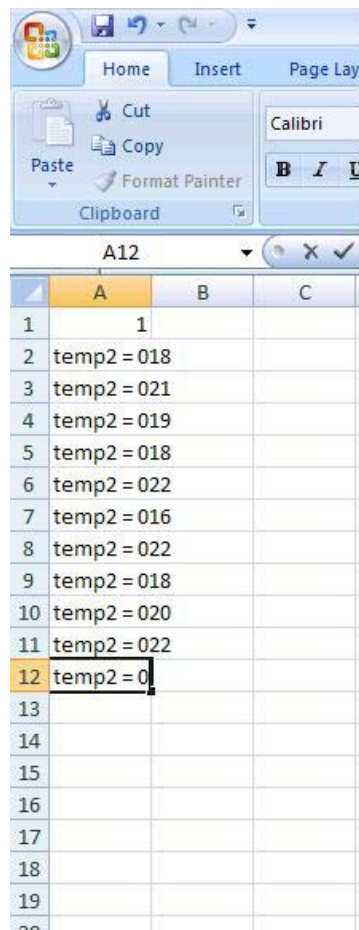 Home Insert Page Lay
Cut
Copy
Paste
Format Painter
Clipboard
Calibri
B I U
A12
A B C
1 1
2 temp2 = 018
3 temp2 = 021
4 temp2 = 019
5 temp2 = 018
6 temp2 = 022
7 temp2 = 016
8 temp2 = 022
9 temp2 = 018
10 temp2 = 020
11 temp2 = 022
12 temp2 = 0
13
14
15
16
17
18
19